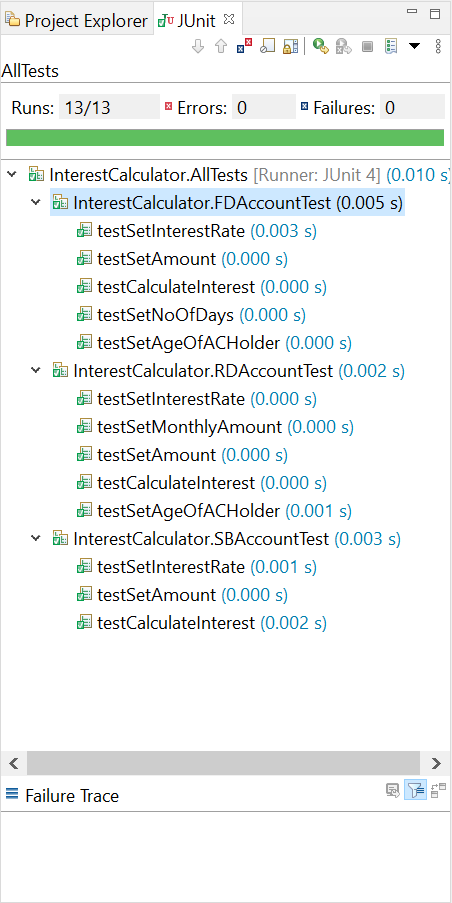 Project Explorer JUnit
AllTests
Runs: 13/13 Errors: 0 Failures: 0
InterestCalculator.AllTests [Runner: JUnit 4] (0.010 s)
InterestCalculator.FDAccountTest (0.005 s)
testSetInterestRate (0.003 s)
testSetAmount (0.000 s)
testCalculateInterest (0.000 s)
testSetNoOfDays (0.000 s)
testSetAgeOfACHolder (0.000 s)
InterestCalculator.RDAccountTest (0.002 s)
testSetInterestRate (0.000 s)
testSetMonthlyAmount (0.000 s)
testSetAmount (0.000 s)
testCalculateInterest (0.000 s)
testSetAgeOfACHolder (0.001 s)
InterestCalculator.SBAccountTest (0.003 s)
testSetInterestRate (0.001 s)
testSetAmount (0.000 s)
testCalculateInterest (0.002 s)
Failure Trace